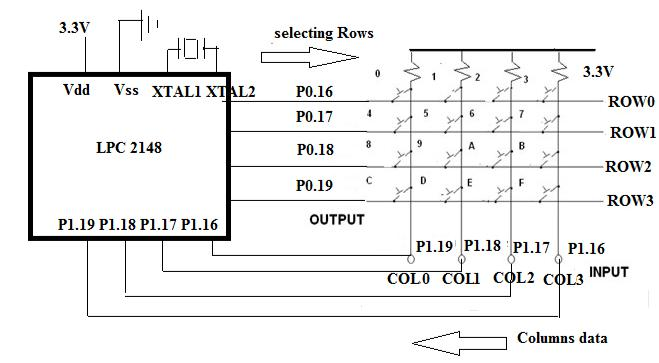 selecting Rows
3.3V
3.3V
0 1 2 3
Vdd Vss XTAL1 XTAL2
P0.16
ROW0
P0.17
4 5 6 7
ROW1
LPC 2148
P0.18
8 9 A B
ROW2
P0.19
C D E F
ROW3
OUTPUT
P1.19 P1.18 P1.17 P1.16
P1.19 P1.18 P1.17 P1.16
COL0 COL1 COL2 COL3
INPUT
Columns data